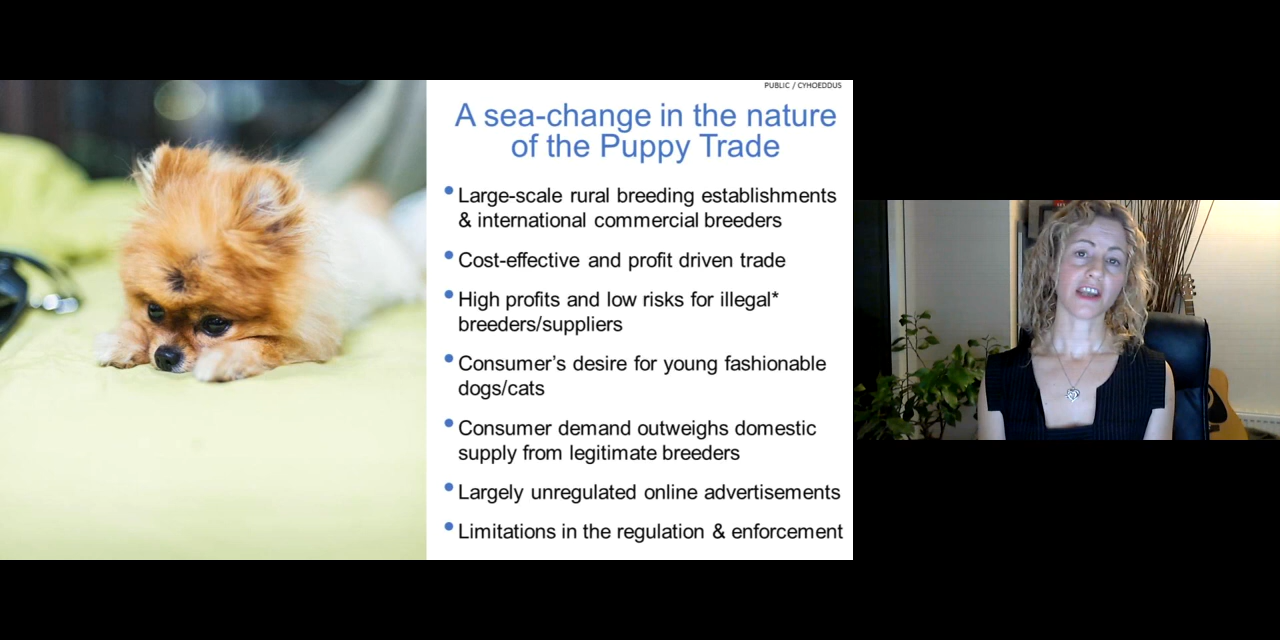 PUBLIC / CYHOEDDUS
A sea-change in the nature
of the Puppy Trade
•Large-scale rural breeding establishments
& international commercial breeders
•Cost-effective and profit driven trade
•High profits and low risks for illegal*
breeders/suppliers
•Consumer’s desire for young fashionable
dogs/cats
•Consumer demand outweighs domestic
supply from legitimate breeders
•Largely unregulated online advertisements
•Limitations in the regulation & enforcement